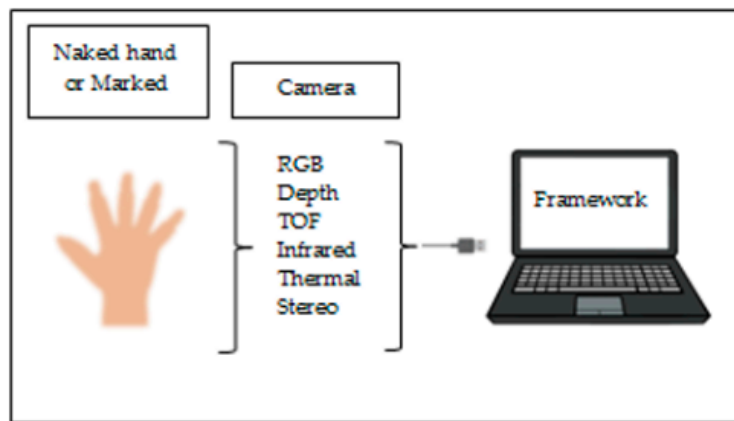 Naked hand
or Marked
Camera
RGB
Depth
TOF
Infrared
Thermal
Stereo
Framework